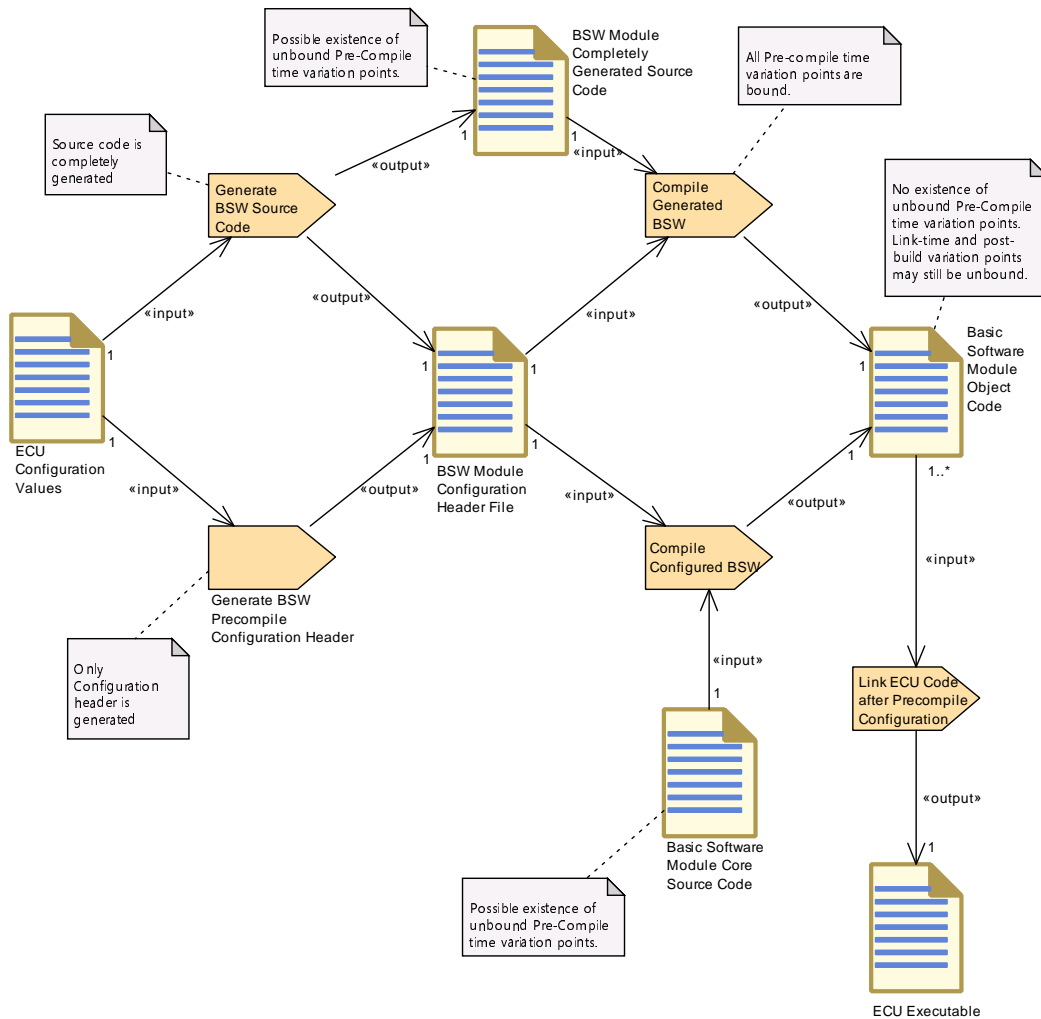 Possible existence of
unbound Pre-Compile
time variation points.
BSW Module
Completely
Generated Source
Code
All Pre-compile time
variation points are
bound.
Source code is
completely
generated
1
1
«output»
«input»
Generate
BSW Source
Code
Compile
Generated
BSW
No existence of
unbound Pre-Compile
time variation points.
Link-time and post-
build variation points
may still be unbound.
«input»
«output»
«input»
«output»
1
1
1
1
Basic
Software
Module
Object
Code
1
1
1
1
ECU
Configuration
Values
BSW Module
Configuration
Header File
1..*
«input»
«output»
«input»
«output»
Compile
Configured BSW
«input»
Generate BSW
Precompile
Configuration Header
Only
Configuration
header is
generated
«input»
1
Link ECU Code
after Precompile
Configuration
«output»
1
Basic Software
Module Core
Source Code
Possible existence of
unbound Pre-Compile
time variation points.
ECU Executable